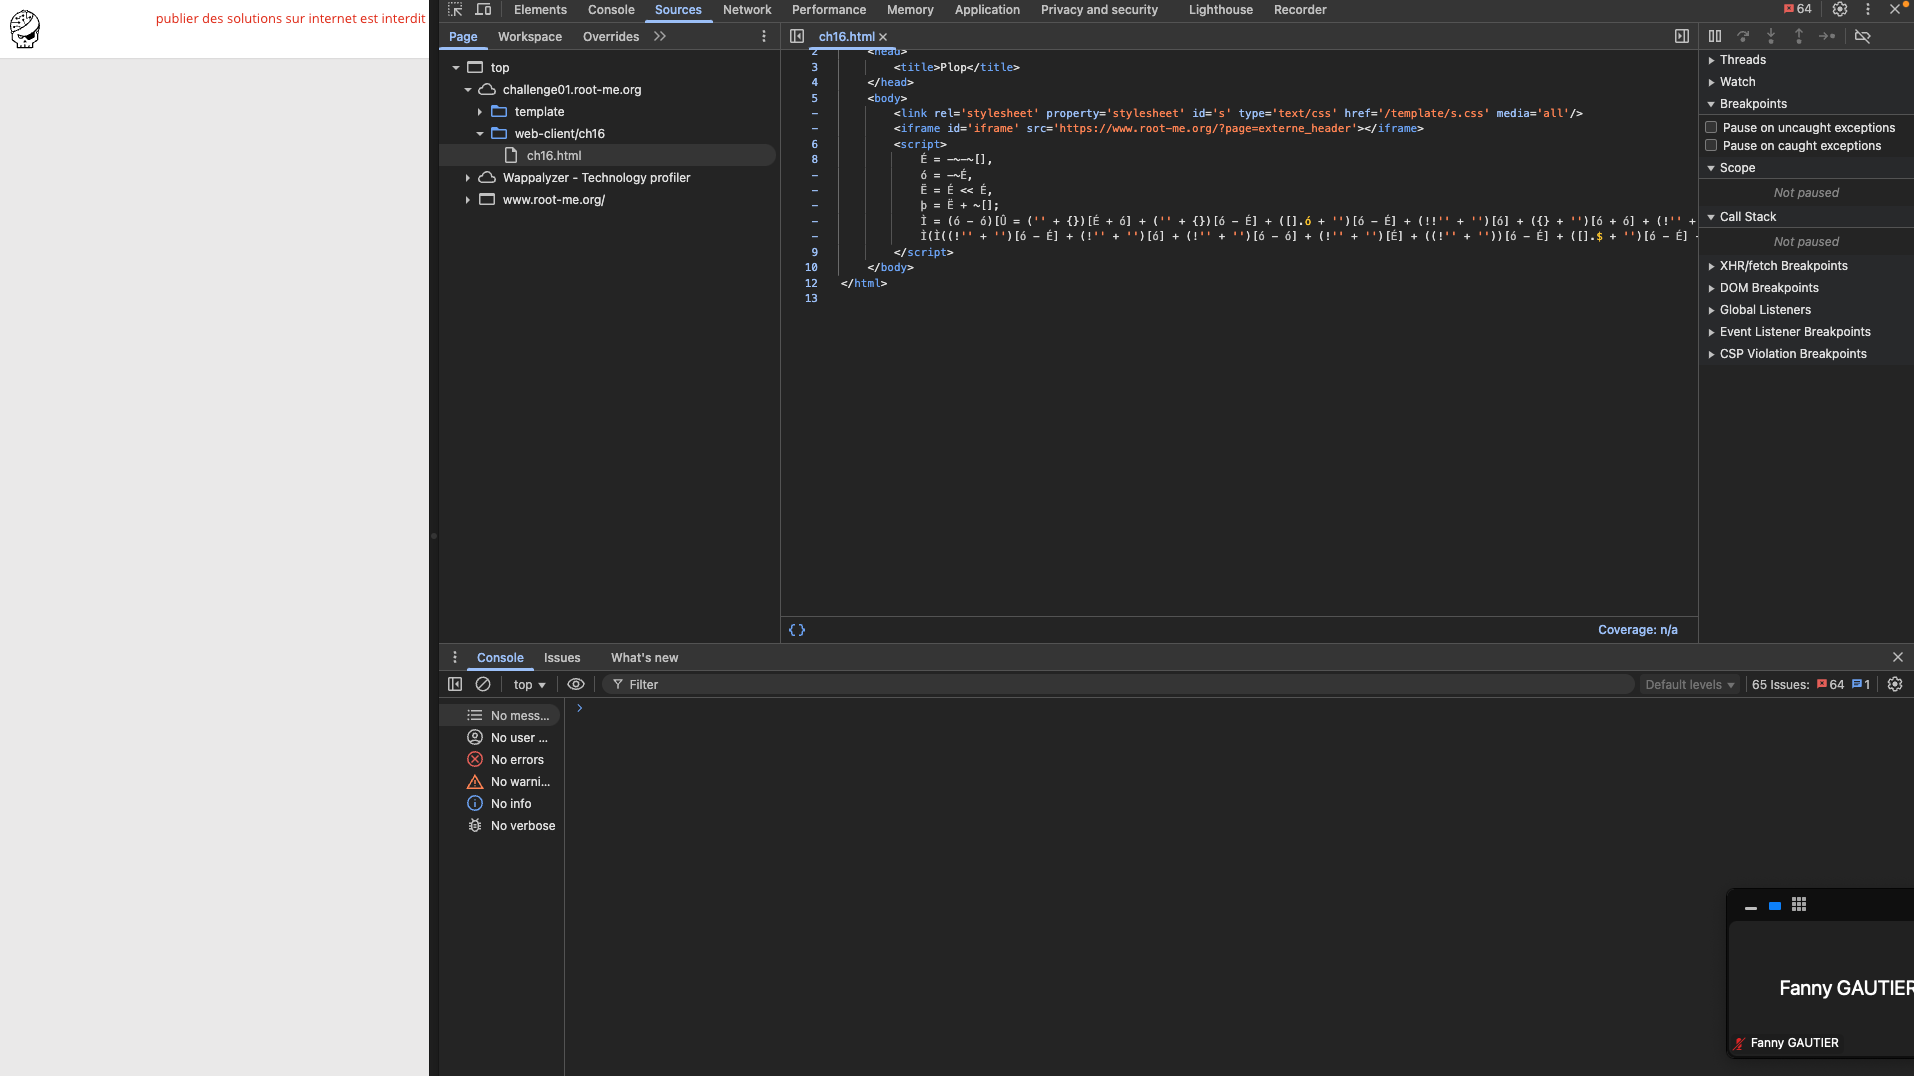 publier des solutions sur internet est interdit
Elements Console Sources Network Performance Memory Application Privacy and security Lighthouse Recorder 64
Page Workspace Overrides
ch16.html
top
challenge01.root-me.org
template
web-client/ch16
ch16.html
Wappalyzer - Technology profiler
www.root-me.org/
2 <head>
3 <title>Plop</title>
4 </head>
5 <body>
- <link rel='stylesheet' property='stylesheet' id='s' type='text/css' href='/template/s.css' media='all'/>
- <iframe id='iframe' src='https://www.root-me.org/?page=externe_header'></iframe>
6 <script>
8 É = -~-~[],
- ó = -~É,
- Ë = É << É,
- þ = Ë + ~[];
- Ì = (ó - ó)[Û = ('' + {})[É + ó] + ('' + {})[ó - É] + ([].ó + '')[ó - É] + (!!'' + '')[ó] + ({} + '')[ó + ó] + (!'' +
- Ì(Ì((!'' + '')[ó - É] + (!'' + '')[ó] + (!'' + '')[ó - ó] + (!'' + '')[É] + ((!'' + ''))[ó - É] + ([].$ + '')[ó - É] +
9 </script>
10 </body>
12 </html>
13
{} Coverage: n/a
Threads
Watch
Breakpoints
Pause on uncaught exceptions
Pause on caught exceptions
Scope
Not paused
Call Stack
Not paused
XHR/fetch Breakpoints
DOM Breakpoints
Global Listeners
Event Listener Breakpoints
CSP Violation Breakpoints
Console Issues What's new
top Filter Default levels 65 Issues: 64 1
No mess...
No user ...
No errors
No warni...
No info
No verbose
Fanny GAUTIER
Fanny GAUTIER